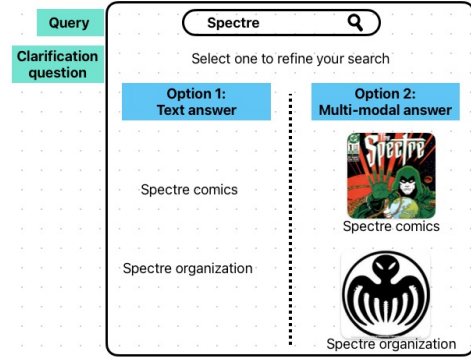 Query
Spectre
Clarification
question
Select one to refine your search
Option 1:
Text answer
Option 2:
Multi-modal answer
Spectre comics
Spectre organization
The
Spectre
Spectre comics
Spectre organization